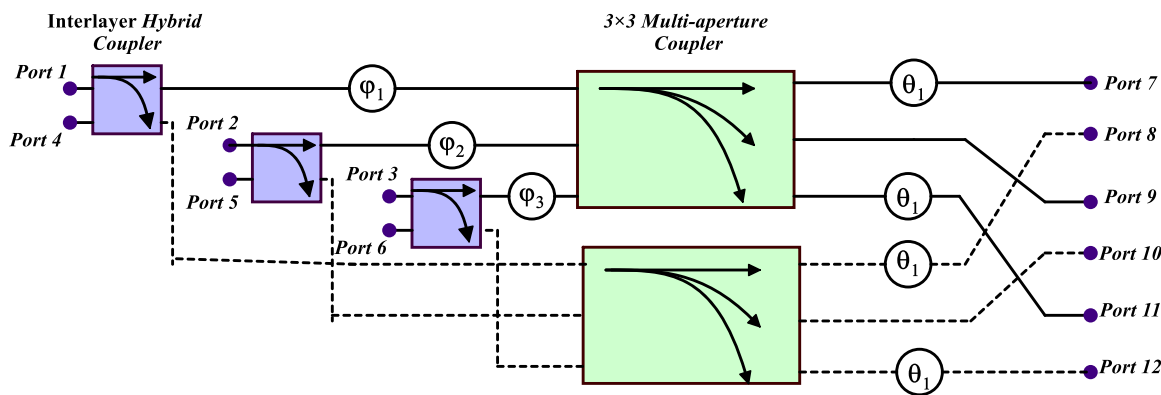 Interlayer Hybrid
Coupler
3×3 Multi-aperture
Coupler
Port 1
Port 4
φ1
θ1
Port 7
Port 2
Port 5
φ2
Port 8
Port 3
Port 6
φ3
θ1
Port 9
θ1
Port 10
Port 11
θ1
Port 12